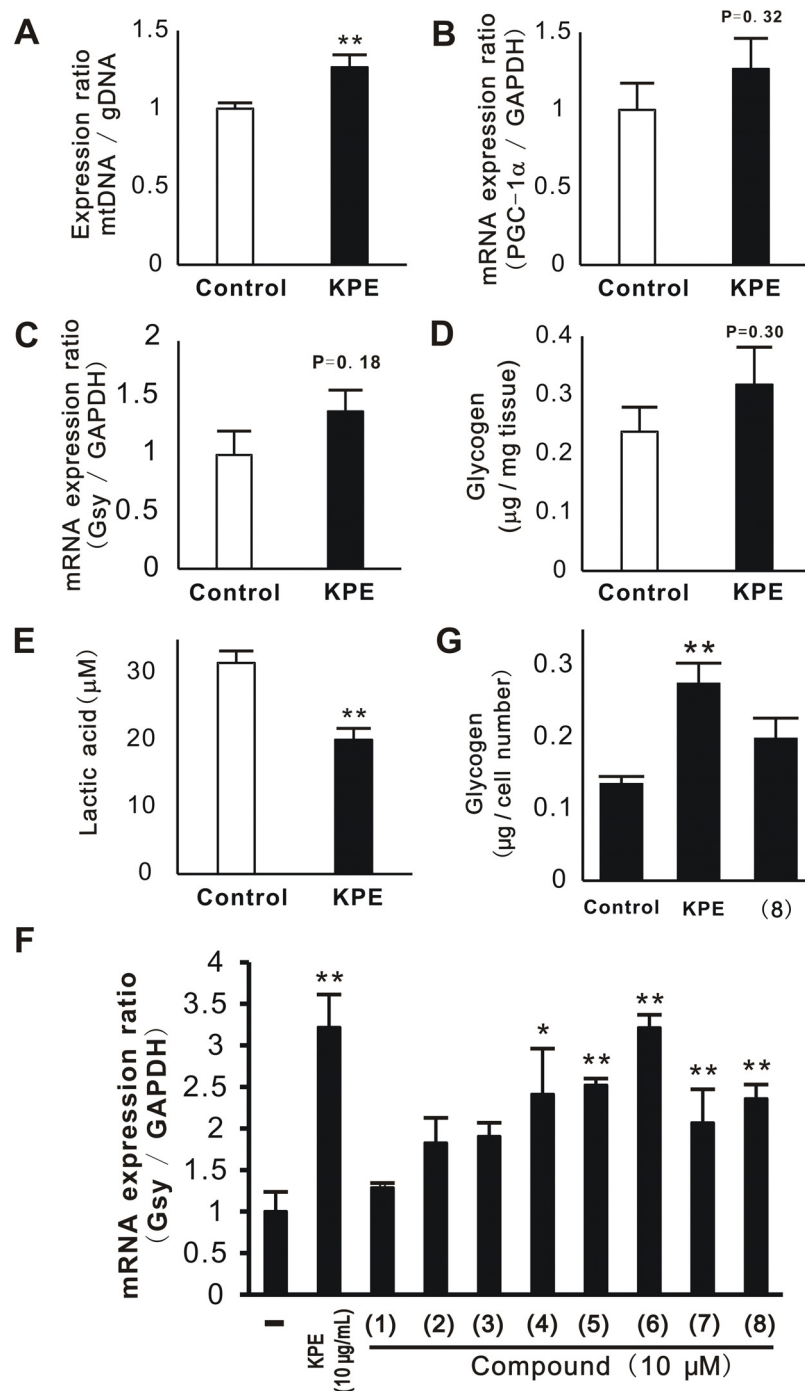 A
Expression ratio
mtDNA / gDNA
1.5
1
0.5
0
**
Control KPE
B
mRNA expression ratio
(PGC-1α / GAPDH)
1.5
1
0.5
0
P=0. 32
Control KPE
C
mRNA expression ratio
(Gsy / GAPDH)
2
1.5
1
0.5
0
P=0. 18
Control KPE
D
Glycogen
(μg / mg tissue)
0.4
0.3
0.2
0.1
0
P=0.30
Control KPE
E
Lactic acid (μM)
30
20
10
0
**
Control KPE
G
Glycogen
(μg / cell number)
0.3
0.2
0.1
0
**
Control KPE (8)
F
mRNA expression ratio
(Gsy / GAPDH)
4
3.5
3
2.5
2
1.5
1
0.5
0
** * ** ** ** **
– KPE (10 μg/mL) (1) (2) (3) (4) (5) (6) (7) (8)
Compound (10 μM)